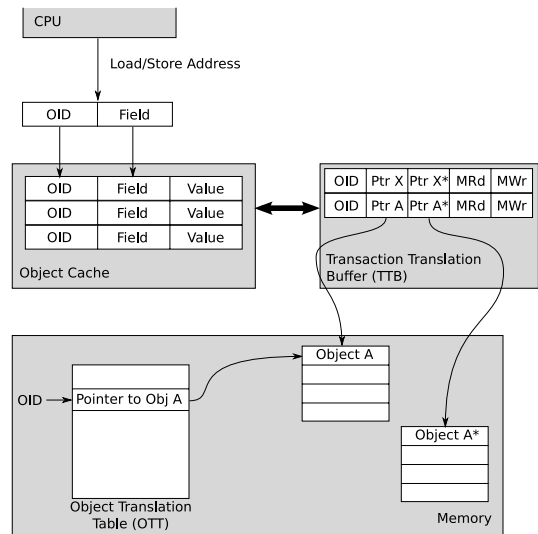 CPU
Load/Store Address
OID Field
OID Field Value
OID Field Value
OID Field Value
Object Cache
OID Ptr X Ptr X* MRd MWr
OID Ptr A Ptr A* MRd MWr
Transaction Translation
Buffer (TTB)
Object A
OID
Pointer to Obj A
Object A*
Object Translation
Table (OTT)
Memory